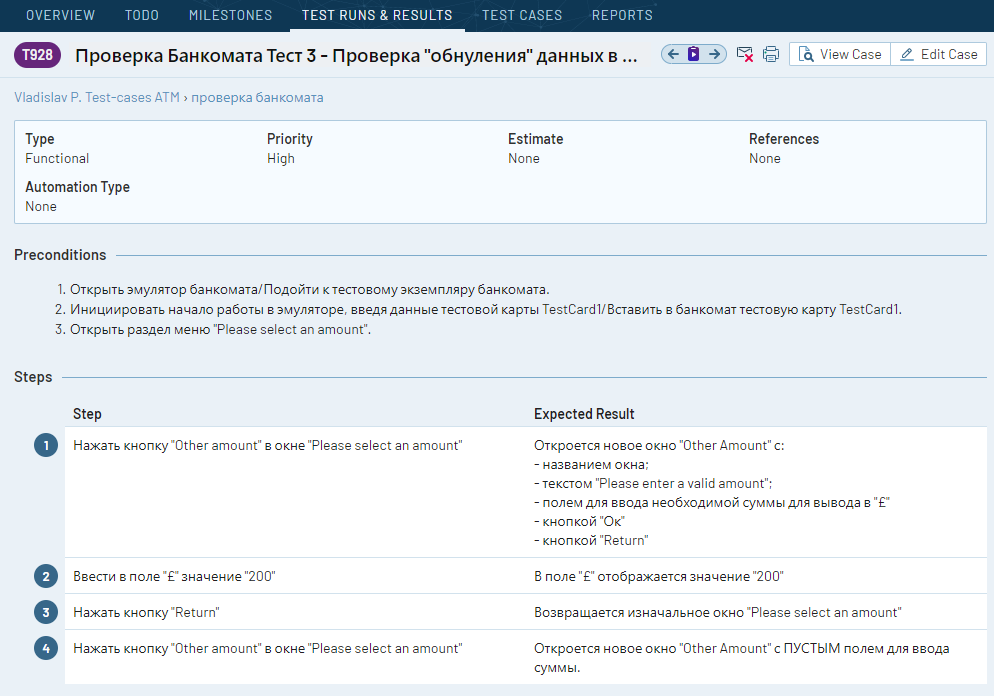 OVERVIEW TODO MILESTONES TEST RUNS & RESULTS TEST CASES REPORTS
T928 Проверка Банкомата Тест 3 - Проверка "обнуления" данных в ... View Case Edit Case
Vladislav P. Test-cases ATM › проверка банкомата
Type Priority Estimate References
Functional High None None
Automation Type
None
Preconditions
1. Открыть эмулятор банкомата/Подойти к тестовому экземпляру банкомата.
2. Инициировать начало работы в эмуляторе, введя данные тестовой карты TestCard1/Вставить в банкомат тестовую карту TestCard1.
3. Открыть раздел меню "Please select an amount".
Steps
Step Expected Result
1 Нажать кнопку "Other amount" в окне "Please select an amount" Откроется новое окно "Other Amount" с:
- названием окна;
- текстом "Please enter a valid amount";
- полем для ввода необходимой суммы для вывода в "£"
- кнопкой "Ок"
- кнопкой "Return"
2 Ввести в поле "£" значение "200" В поле "£" отображается значение "200"
3 Нажать кнопку "Return" Возвращается изначальное окно "Please select an amount"
4 Нажать кнопку "Other amount" в окне "Please select an amount" Откроется новое окно "Other Amount" с ПУСТЫМ полем для ввода
суммы.